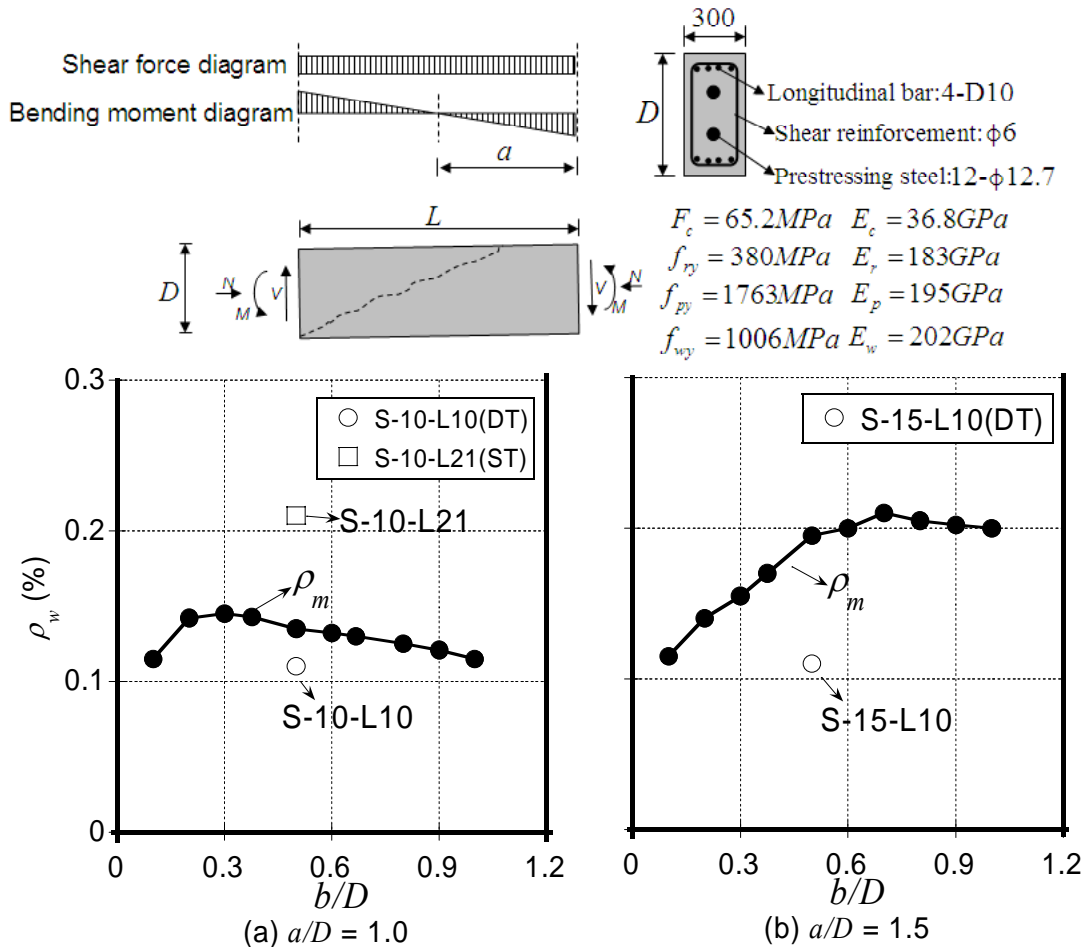 Shear force diagram
Bending moment diagram
a
L
D
N
M
V
V
M
N
300
D
Longitudinal bar:4-D10
Shear reinforcement:ϕ6
Prestressing steel:12-ϕ12.7
F_c = 65.2MPa E_c = 36.8GPa
f_ry = 380MPa E_r = 183GPa
f_py = 1763MPa E_p = 195GPa
f_wy = 1006MPa E_w = 202GPa
0.3
0.2
0.1
0
ρ_w (%)
S-10-L10(DT)
S-10-L21(ST)
S-10-L21
ρ_m
S-10-L10
0 0.3 0.6 0.9 1.2
b/D
(a) a/D = 1.0
S-15-L10(DT)
ρ_m
S-15-L10
0 0.3 0.6 0.9 1.2
b/D
(b) a/D = 1.5